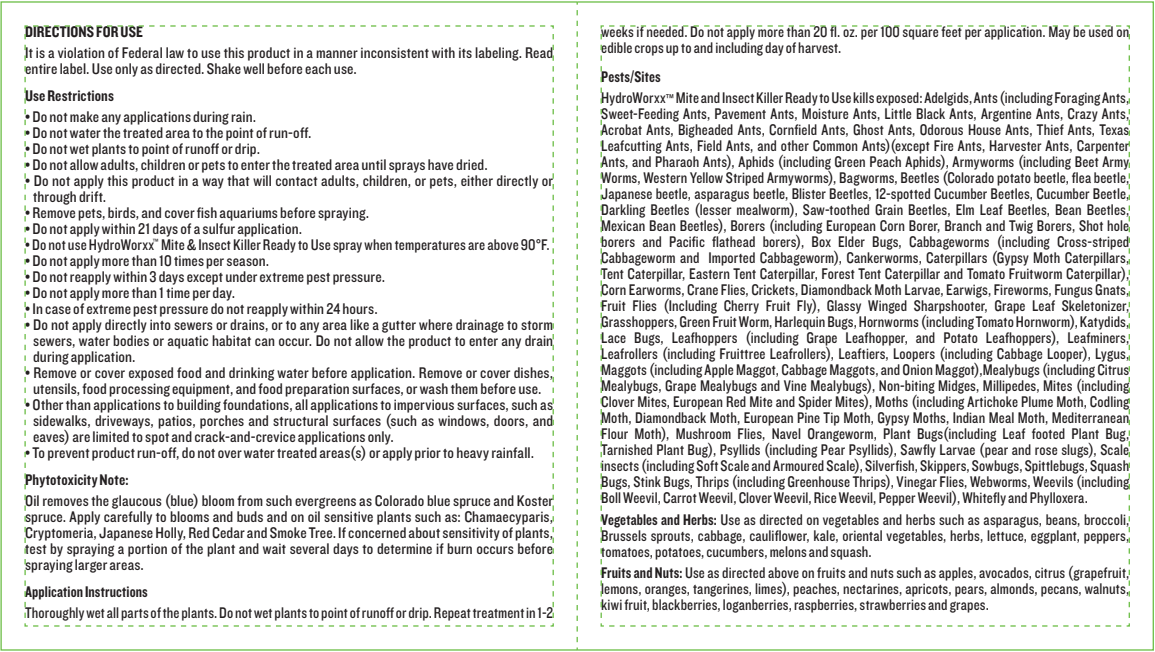 DIRECTIONS FOR USE
It is a violation of Federal law to use this product in a manner inconsistent with its labeling. Read
entire label. Use only as directed. Shake well before each use.
Use Restrictions
• Do not make any applications during rain.
• Do not water the treated area to the point of run-off.
• Do not wet plants to point of runoff or drip.
• Do not allow adults, children or pets to enter the treated area until sprays have dried.
• Do not apply this product in a way that will contact adults, children, or pets, either directly or
through drift.
• Remove pets, birds, and cover fish aquariums before spraying.
• Do not apply within 21 days of a sulfur application.
• Do not use HydroWorxx™ Mite & Insect Killer Ready to Use spray when temperatures are above 90°F.
• Do not apply more than 10 times per season.
• Do not reapply within 3 days except under extreme pest pressure.
• Do not apply more than 1 time per day.
• In case of extreme pest pressure do not reapply within 24 hours.
• Do not apply directly into sewers or drains, or to any area like a gutter where drainage to storm
sewers, water bodies or aquatic habitat can occur. Do not allow the product to enter any drain
during application.
• Remove or cover exposed food and drinking water before application. Remove or cover dishes,
utensils, food processing equipment, and food preparation surfaces, or wash them before use.
• Other than applications to building foundations, all applications to impervious surfaces, such as
sidewalks, driveways, patios, porches and structural surfaces (such as windows, doors, and
eaves) are limited to spot and crack-and-crevice applications only.
• To prevent product run-off, do not over water treated areas(s) or apply prior to heavy rainfall.
Phytotoxicity Note:
Oil removes the glaucous (blue) bloom from such evergreens as Colorado blue spruce and Koster
spruce. Apply carefully to blooms and buds and on oil sensitive plants such as: Chamaecyparis,
Cryptomeria, Japanese Holly, Red Cedar and Smoke Tree. If concerned about sensitivity of plants,
test by spraying a portion of the plant and wait several days to determine if burn occurs before
spraying larger areas.
Application Instructions
Thoroughly wet all parts of the plants. Do not wet plants to point of runoff or drip. Repeat treatment in 1-2
weeks if needed. Do not apply more than 20 fl. oz. per 100 square feet per application. May be used on
edible crops up to and including day of harvest.
Pests/Sites
HydroWorxx™ Mite and Insect Killer Ready to Use kills exposed: Adelgids, Ants (including Foraging Ants,
Sweet-Feeding Ants, Pavement Ants, Moisture Ants, Little Black Ants, Argentine Ants, Crazy Ants,
Acrobat Ants, Bigheaded Ants, Cornfield Ants, Ghost Ants, Odorous House Ants, Thief Ants, Texas
Leafcutting Ants, Field Ants, and other Common Ants)(except Fire Ants, Harvester Ants, Carpenter
Ants, and Pharaoh Ants), Aphids (including Green Peach Aphids), Armyworms (including Beet Army
Worms, Western Yellow Striped Armyworms), Bagworms, Beetles (Colorado potato beetle, flea beetle,
Japanese beetle, asparagus beetle, Blister Beetles, 12-spotted Cucumber Beetles, Cucumber Beetle,
Darkling Beetles (lesser mealworm), Saw-toothed Grain Beetles, Elm Leaf Beetles, Bean Beetles,
Mexican Bean Beetles), Borers (including European Corn Borer, Branch and Twig Borers, Shot hole
borers and Pacific flathead borers), Box Elder Bugs, Cabbageworms (including Cross-striped
Cabbageworm and Imported Cabbageworm), Cankerworms, Caterpillars (Gypsy Moth Caterpillars,
Tent Caterpillar, Eastern Tent Caterpillar, Forest Tent Caterpillar and Tomato Fruitworm Caterpillar),
Corn Earworms, Crane Flies, Crickets, Diamondback Moth Larvae, Earwigs, Fireworms, Fungus Gnats,
Fruit Flies (Including Cherry Fruit Fly), Glassy Winged Sharpshooter, Grape Leaf Skeletonizer,
Grasshoppers, Green Fruit Worm, Harlequin Bugs, Hornworms (including Tomato Hornworm), Katydids,
Lace Bugs, Leafhoppers (including Grape Leafhopper, and Potato Leafhoppers), Leafminers,
Leafrollers (including Fruittree Leafrollers), Leaftiers, Loopers (including Cabbage Looper), Lygus,
Maggots (including Apple Maggot, Cabbage Maggots, and Onion Maggot),Mealybugs (including Citrus
Mealybugs, Grape Mealybugs and Vine Mealybugs), Non-biting Midges, Millipedes, Mites (including
Clover Mites, European Red Mite and Spider Mites), Moths (including Artichoke Plume Moth, Codling
Moth, Diamondback Moth, European Pine Tip Moth, Gypsy Moths, Indian Meal Moth, Mediterranean
Flour Moth), Mushroom Flies, Navel Orangeworm, Plant Bugs(including Leaf footed Plant Bug,
Tarnished Plant Bug), Psyllids (including Pear Psyllids), Sawfly Larvae (pear and rose slugs), Scale
insects (including Soft Scale and Armoured Scale), Silverfish, Skippers, Sowbugs, Spittlebugs, Squash
Bugs, Stink Bugs, Thrips (including Greenhouse Thrips), Vinegar Flies, Webworms, Weevils (including
Boll Weevil, Carrot Weevil, Clover Weevil, Rice Weevil, Pepper Weevil), Whitefly and Phylloxera.
Vegetables and Herbs: Use as directed on vegetables and herbs such as asparagus, beans, broccoli,
Brussels sprouts, cabbage, cauliflower, kale, oriental vegetables, herbs, lettuce, eggplant, peppers,
tomatoes, potatoes, cucumbers, melons and squash.
Fruits and Nuts: Use as directed above on fruits and nuts such as apples, avocados, citrus (grapefruit,
lemons, oranges, tangerines, limes), peaches, nectarines, apricots, pears, almonds, pecans, walnuts,
kiwi fruit, blackberries, loganberries, raspberries, strawberries and grapes.